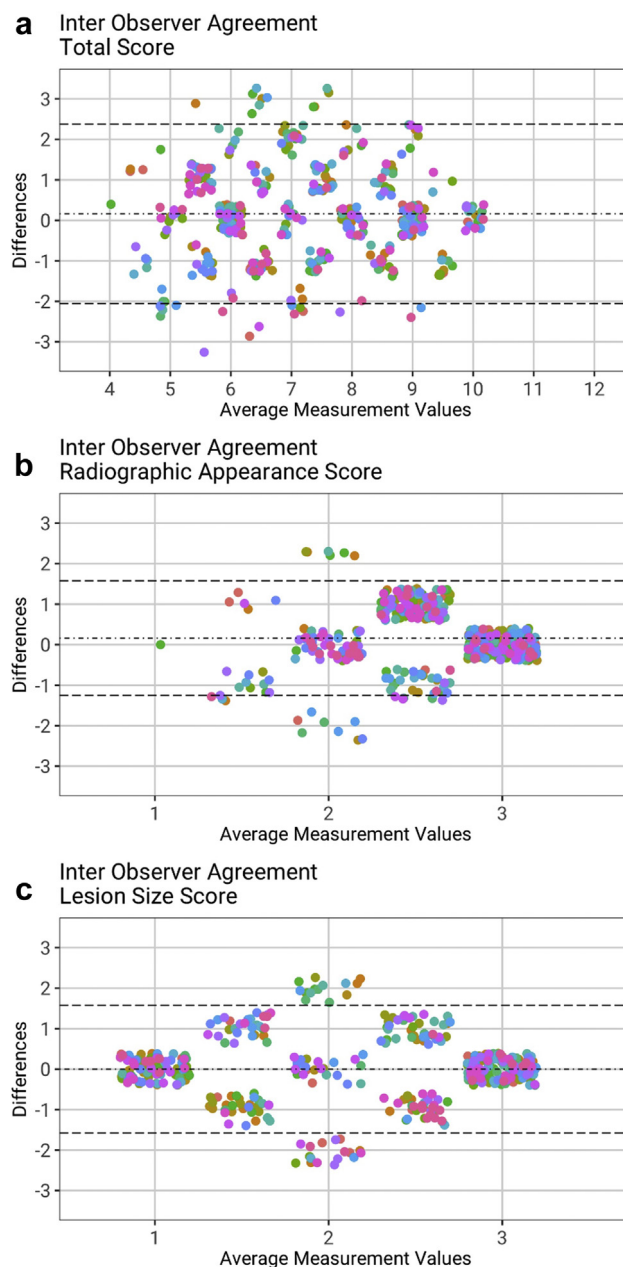 a
Inter Observer Agreement
Total Score
3
2
1
0
-1
-2
-3
Differences
4 5 6 7 8 9 10 11 12
Average Measurement Values
b
Inter Observer Agreement
Radiographic Appearance Score
3
2
1
0
-1
-2
-3
Differences
1 2 3
Average Measurement Values
c
Inter Observer Agreement
Lesion Size Score
3
2
1
0
-1
-2
-3
Differences
1 2 3
Average Measurement Values